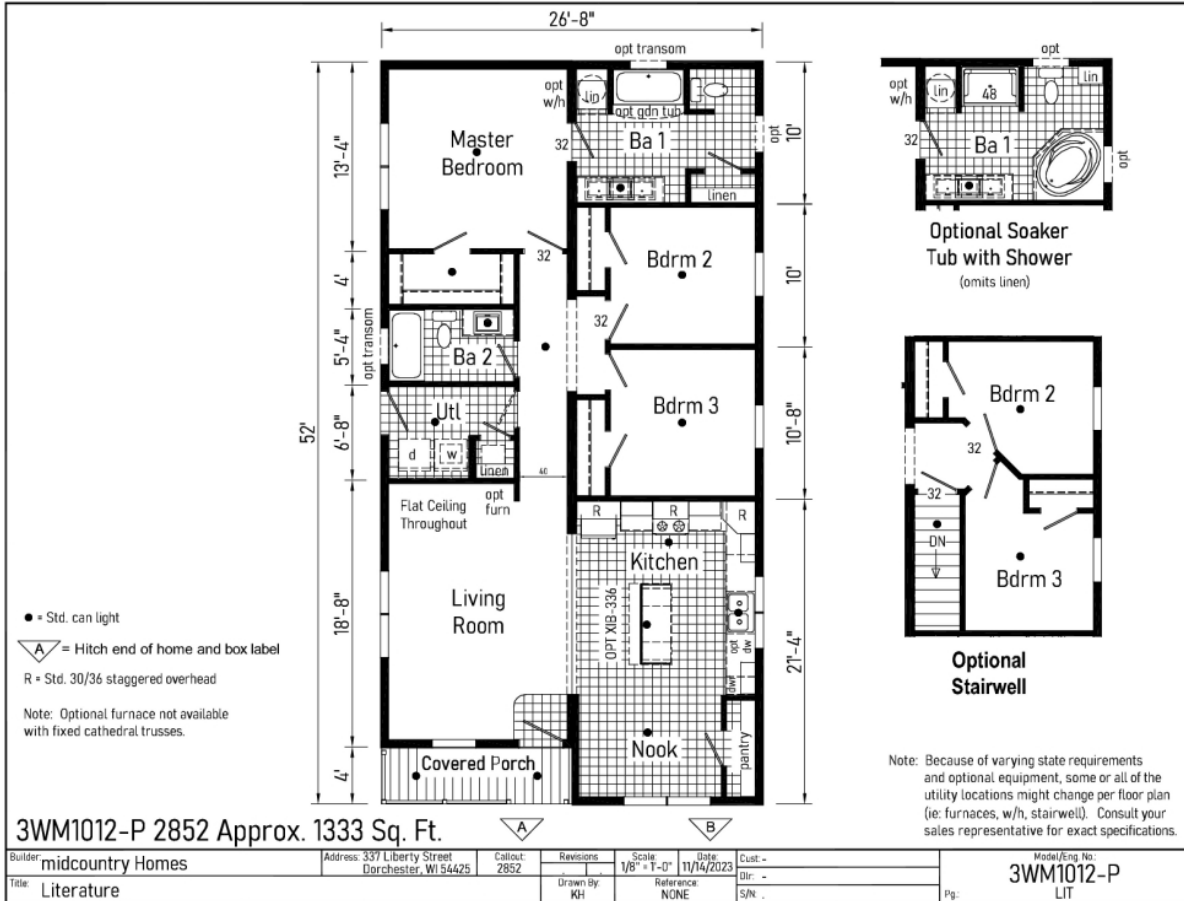 26'-8"
opt transom
52'
13'-4"
4'
5'-4"
6'-8"
18'-8"
4'
opt transom
Master
Bedroom
opt
w/h
lin
opt gdn tub
32
Ba 1
opt
linen
10'
10'
10'-8"
21'-4"
32
Bdrm 2
32
Ba 2
Bdrm 3
Utl
d
w
linen
40
Flat Ceiling
Throughout
opt
furn
R
R
R
Kitchen
Living
Room
OPT XIB-336
opt
dw
dwr
Nook
pantry
Covered Porch
A
B
opt
opt
w/h
lin
48
lin
32
Ba 1
opt
Optional Soaker
Tub with Shower
(omits linen)
Bdrm 2
32
32
DN
Bdrm 3
Optional
Stairwell
● = Std. can light
A = Hitch end of home and box label
R = Std. 30/36 staggered overhead
Note: Optional furnace not available
with fixed cathedral trusses.
Note: Because of varying state requirements
and optional equipment, some or all of the
utility locations might change per floor plan
(ie: furnaces, w/h, stairwell). Consult your
sales representative for exact specifications.
3WM1012-P 2852 Approx. 1333 Sq. Ft.
Builder: midcountry Homes
Address: 337 Liberty Street
Dorchester, WI 54425
Callout:
2852
Revisions
Scale:
1/8" = 1'-0"
Date:
11/14/2023
Cust: -
Dlr: -
S/N: .
Model/Eng. No.:
3WM1012-P
Title: Literature
Drawn By:
KH
Reference:
NONE
Pg.:
LIT